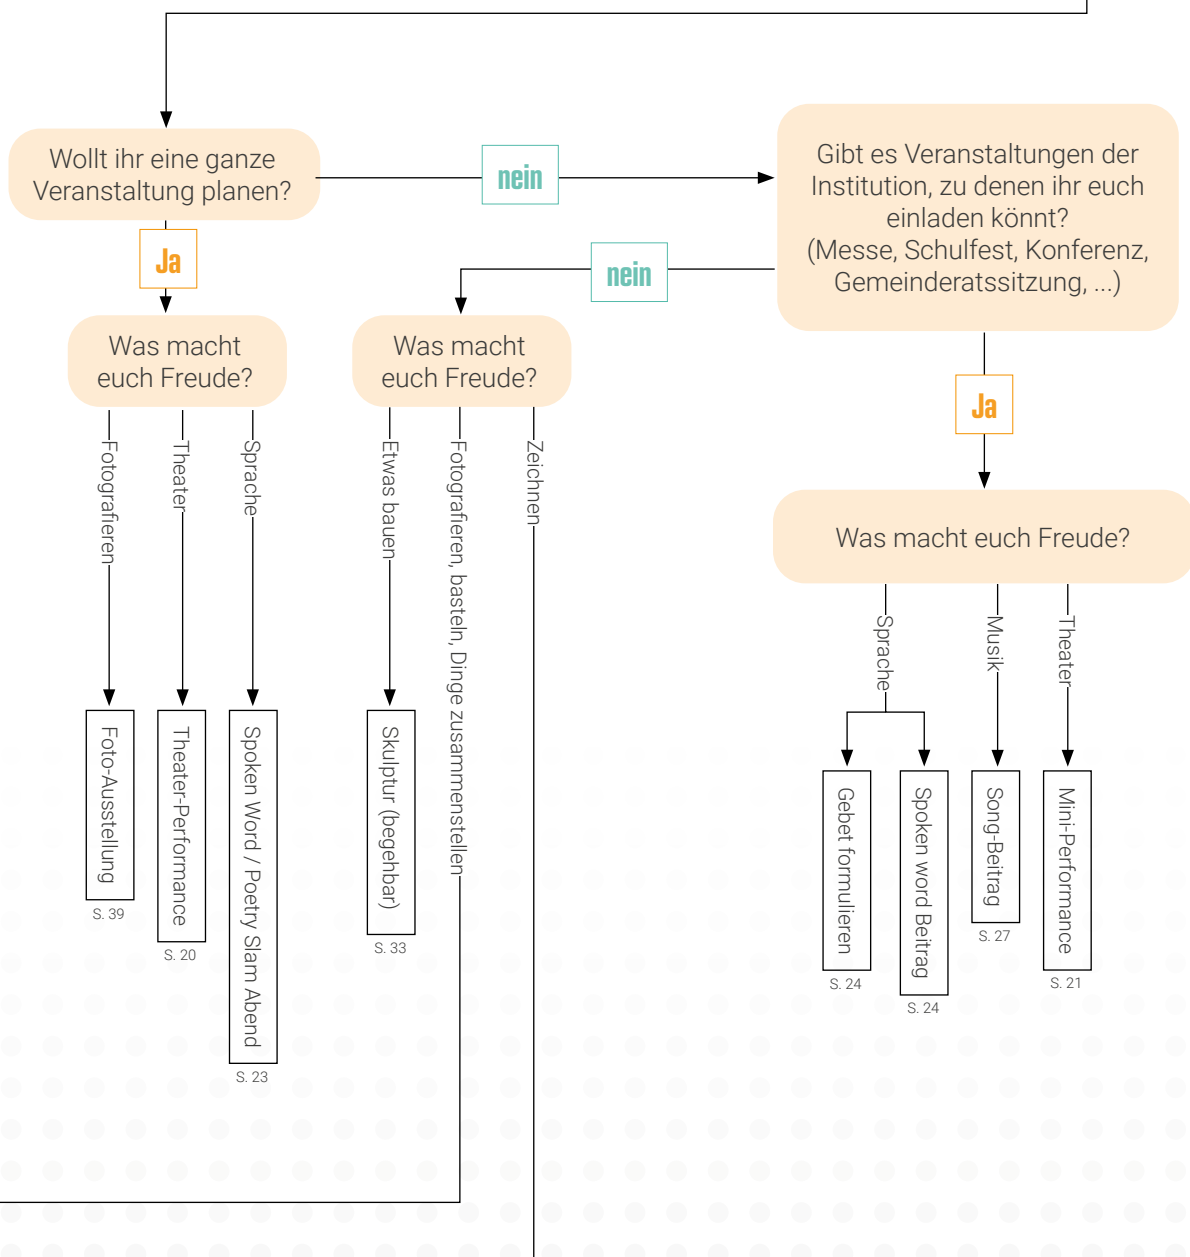 Wollt ihr eine ganze
Veranstaltung planen?
nein
Gibt es Veranstaltungen der
Institution, zu denen ihr euch
einladen könnt?
(Messe, Schulfest, Konferenz,
Gemeinderatssitzung, ...)
Ja
nein
Was macht
euch Freude?
Was macht
euch Freude?
Ja
Fotografieren
Theater
Sprache
Etwas bauen
Fotografieren, basteln, Dinge zusammenstellen
Zeichnen
Was macht euch Freude?
Sprache
Musik
Theater
Foto-Ausstellung
S. 39
Theater-Performance
S. 20
Spoken Word / Poetry Slam Abend
S. 23
Skulptur (begehbar)
S. 33
Gebet formulieren
S. 24
Spoken word Beitrag
S. 24
Song-Beitrag
S. 27
Mini-Performance
S. 21